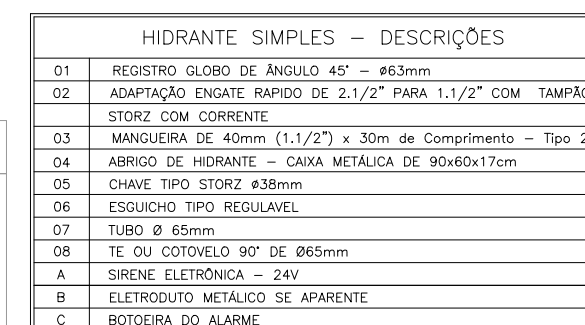 HIDRANTE SIMPLES – DESCRIÇÕES
01 REGISTRO GLOBO DE ÂNGULO 45° – ø63mm
02 ADAPTAÇÃO ENGATE RAPIDO DE 2.1/2" PARA 1.1/2" COM TAMPÃO
STORZ COM CORRENTE
03 MANGUEIRA DE 40mm (1.1/2") x 30m de Comprimento – Tipo 2
04 ABRIGO DE HIDRANTE – CAIXA METÁLICA DE 90x60x17cm
05 CHAVE TIPO STORZ ø38mm
06 ESGUICHO TIPO REGULAVEL
07 TUBO Ø 65mm
08 TE OU COTOVELO 90° DE Ø65mm
A SIRENE ELETRÔNICA – 24V
B ELETRODUTO METÁLICO SE APARENTE
C BOTOEIRA DO ALARME